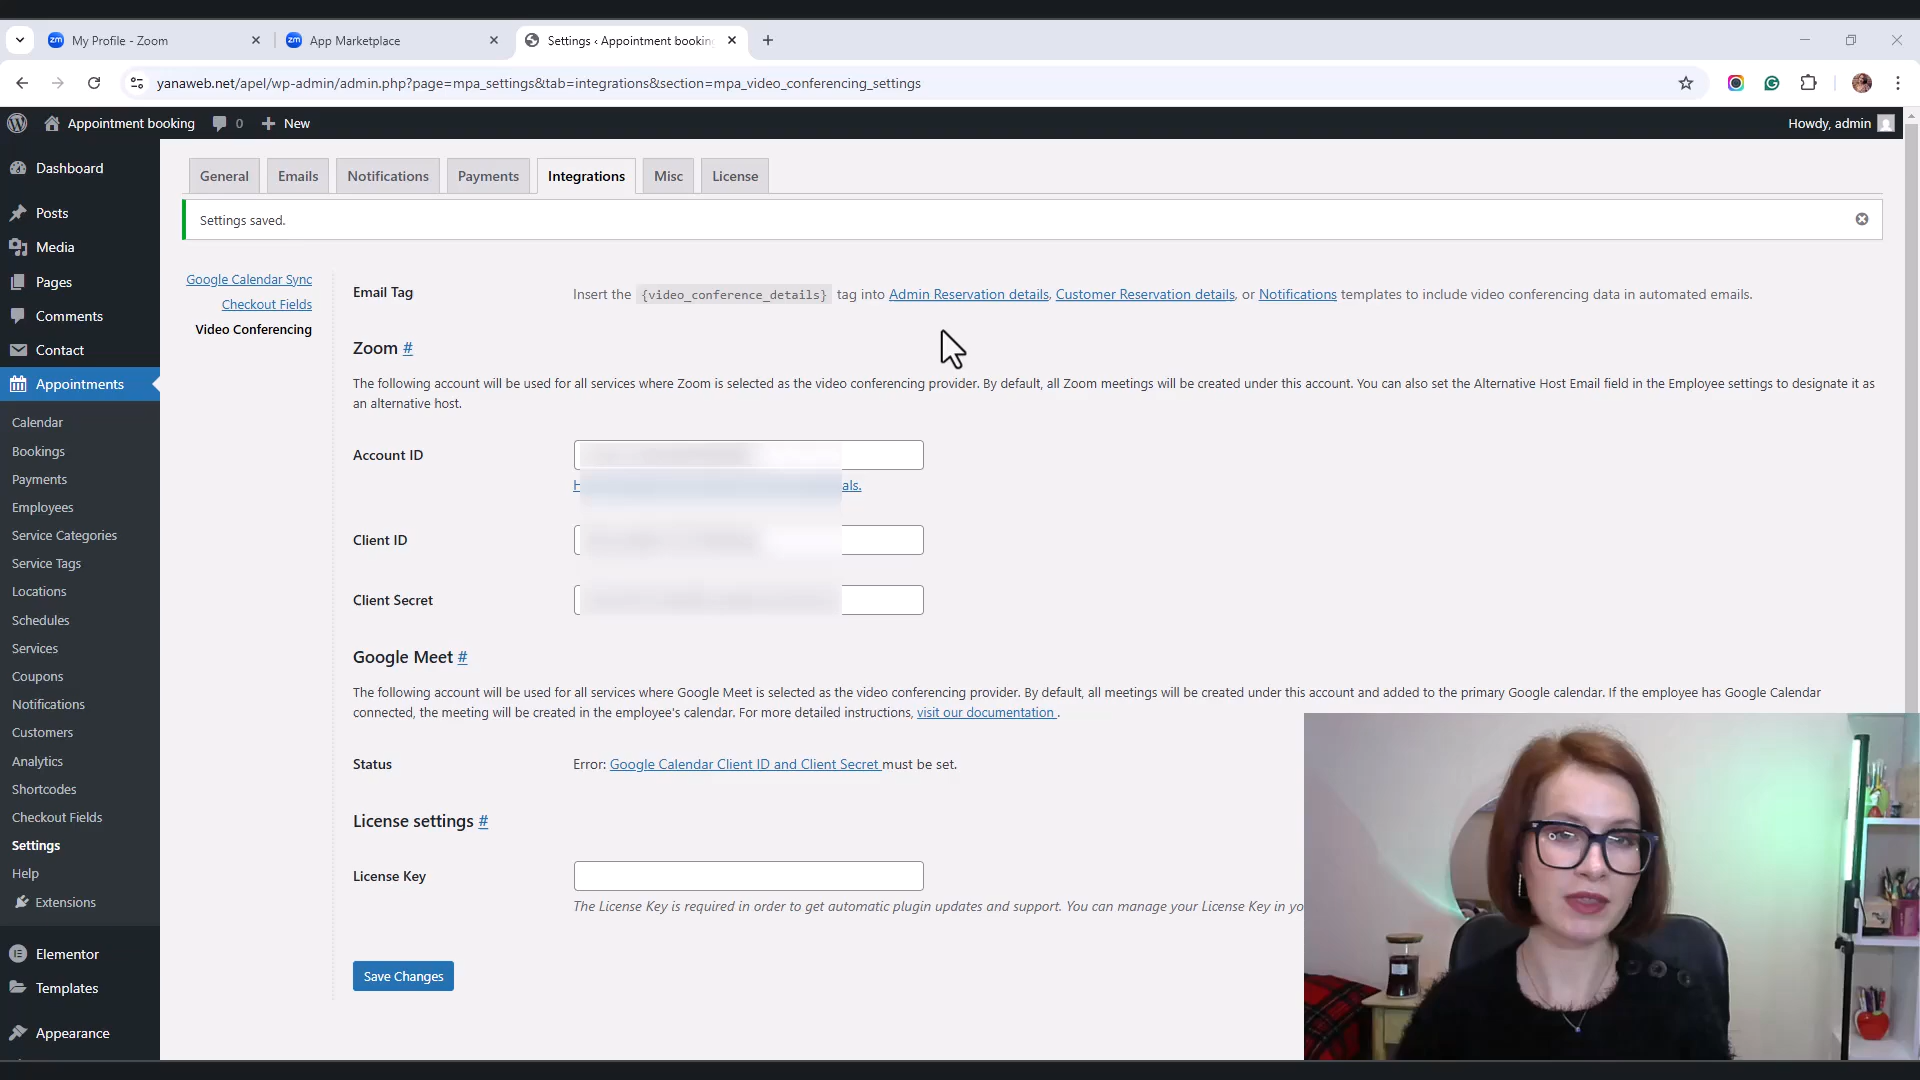 My Profile - Zoom
App Marketplace
Settings ‹ Appointment booking
yanaweb.net/apel/wp-admin/admin.php?page=mpa_settings&tab=integrations&section=mpa_video_conferencing_settings
Appointment booking
0
New
Howdy, admin
Dashboard
Posts
Media
Pages
Comments
Contact
Appointments
Calendar
Bookings
Payments
Employees
Service Categories
Service Tags
Locations
Schedules
Services
Coupons
Notifications
Customers
Analytics
Shortcodes
Checkout Fields
Settings
Help
Extensions
Elementor
Templates
Appearance
General
Emails
Notifications
Payments
Integrations
Misc
License
Settings saved.
Google Calendar Sync
Checkout Fields
Video Conferencing
Email Tag
Insert the {video_conference_details} tag into Admin Reservation details, Customer Reservation details, or Notifications templates to include video conferencing data in automated emails.
Zoom #
The following account will be used for all services where Zoom is selected as the video conferencing provider. By default, all Zoom meetings will be created under this account. You can also set the Alternative Host Email field in the Employee settings to designate it as
an alternative host.
Account ID
Client ID
Client Secret
Google Meet #
The following account will be used for all services where Google Meet is selected as the video conferencing provider. By default, all meetings will be created under this account and added to the primary Google calendar. If the employee has Google Calendar
connected, the meeting will be created in the employee's calendar. For more detailed instructions, visit our documentation .
Status
Error: Google Calendar Client ID and Client Secret must be set.
License settings #
License Key
The License Key is required in order to get automatic plugin updates and support. You can manage your License Key in yo
Save Changes